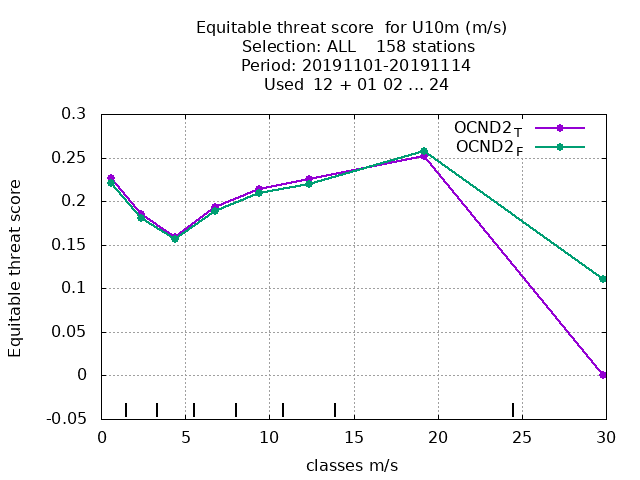 Equitable threat score  for U10m (m/s)
Selection: ALL    158 stations
Period: 20191101-20191114
Used  12 + 01 02 ... 24
OCND2T
OCND2F
Equitable threat score
0.3
0.25
0.2
0.15
0.1
0.05
0
-0.05
0 5 10 15 20 25 30
classes m/s